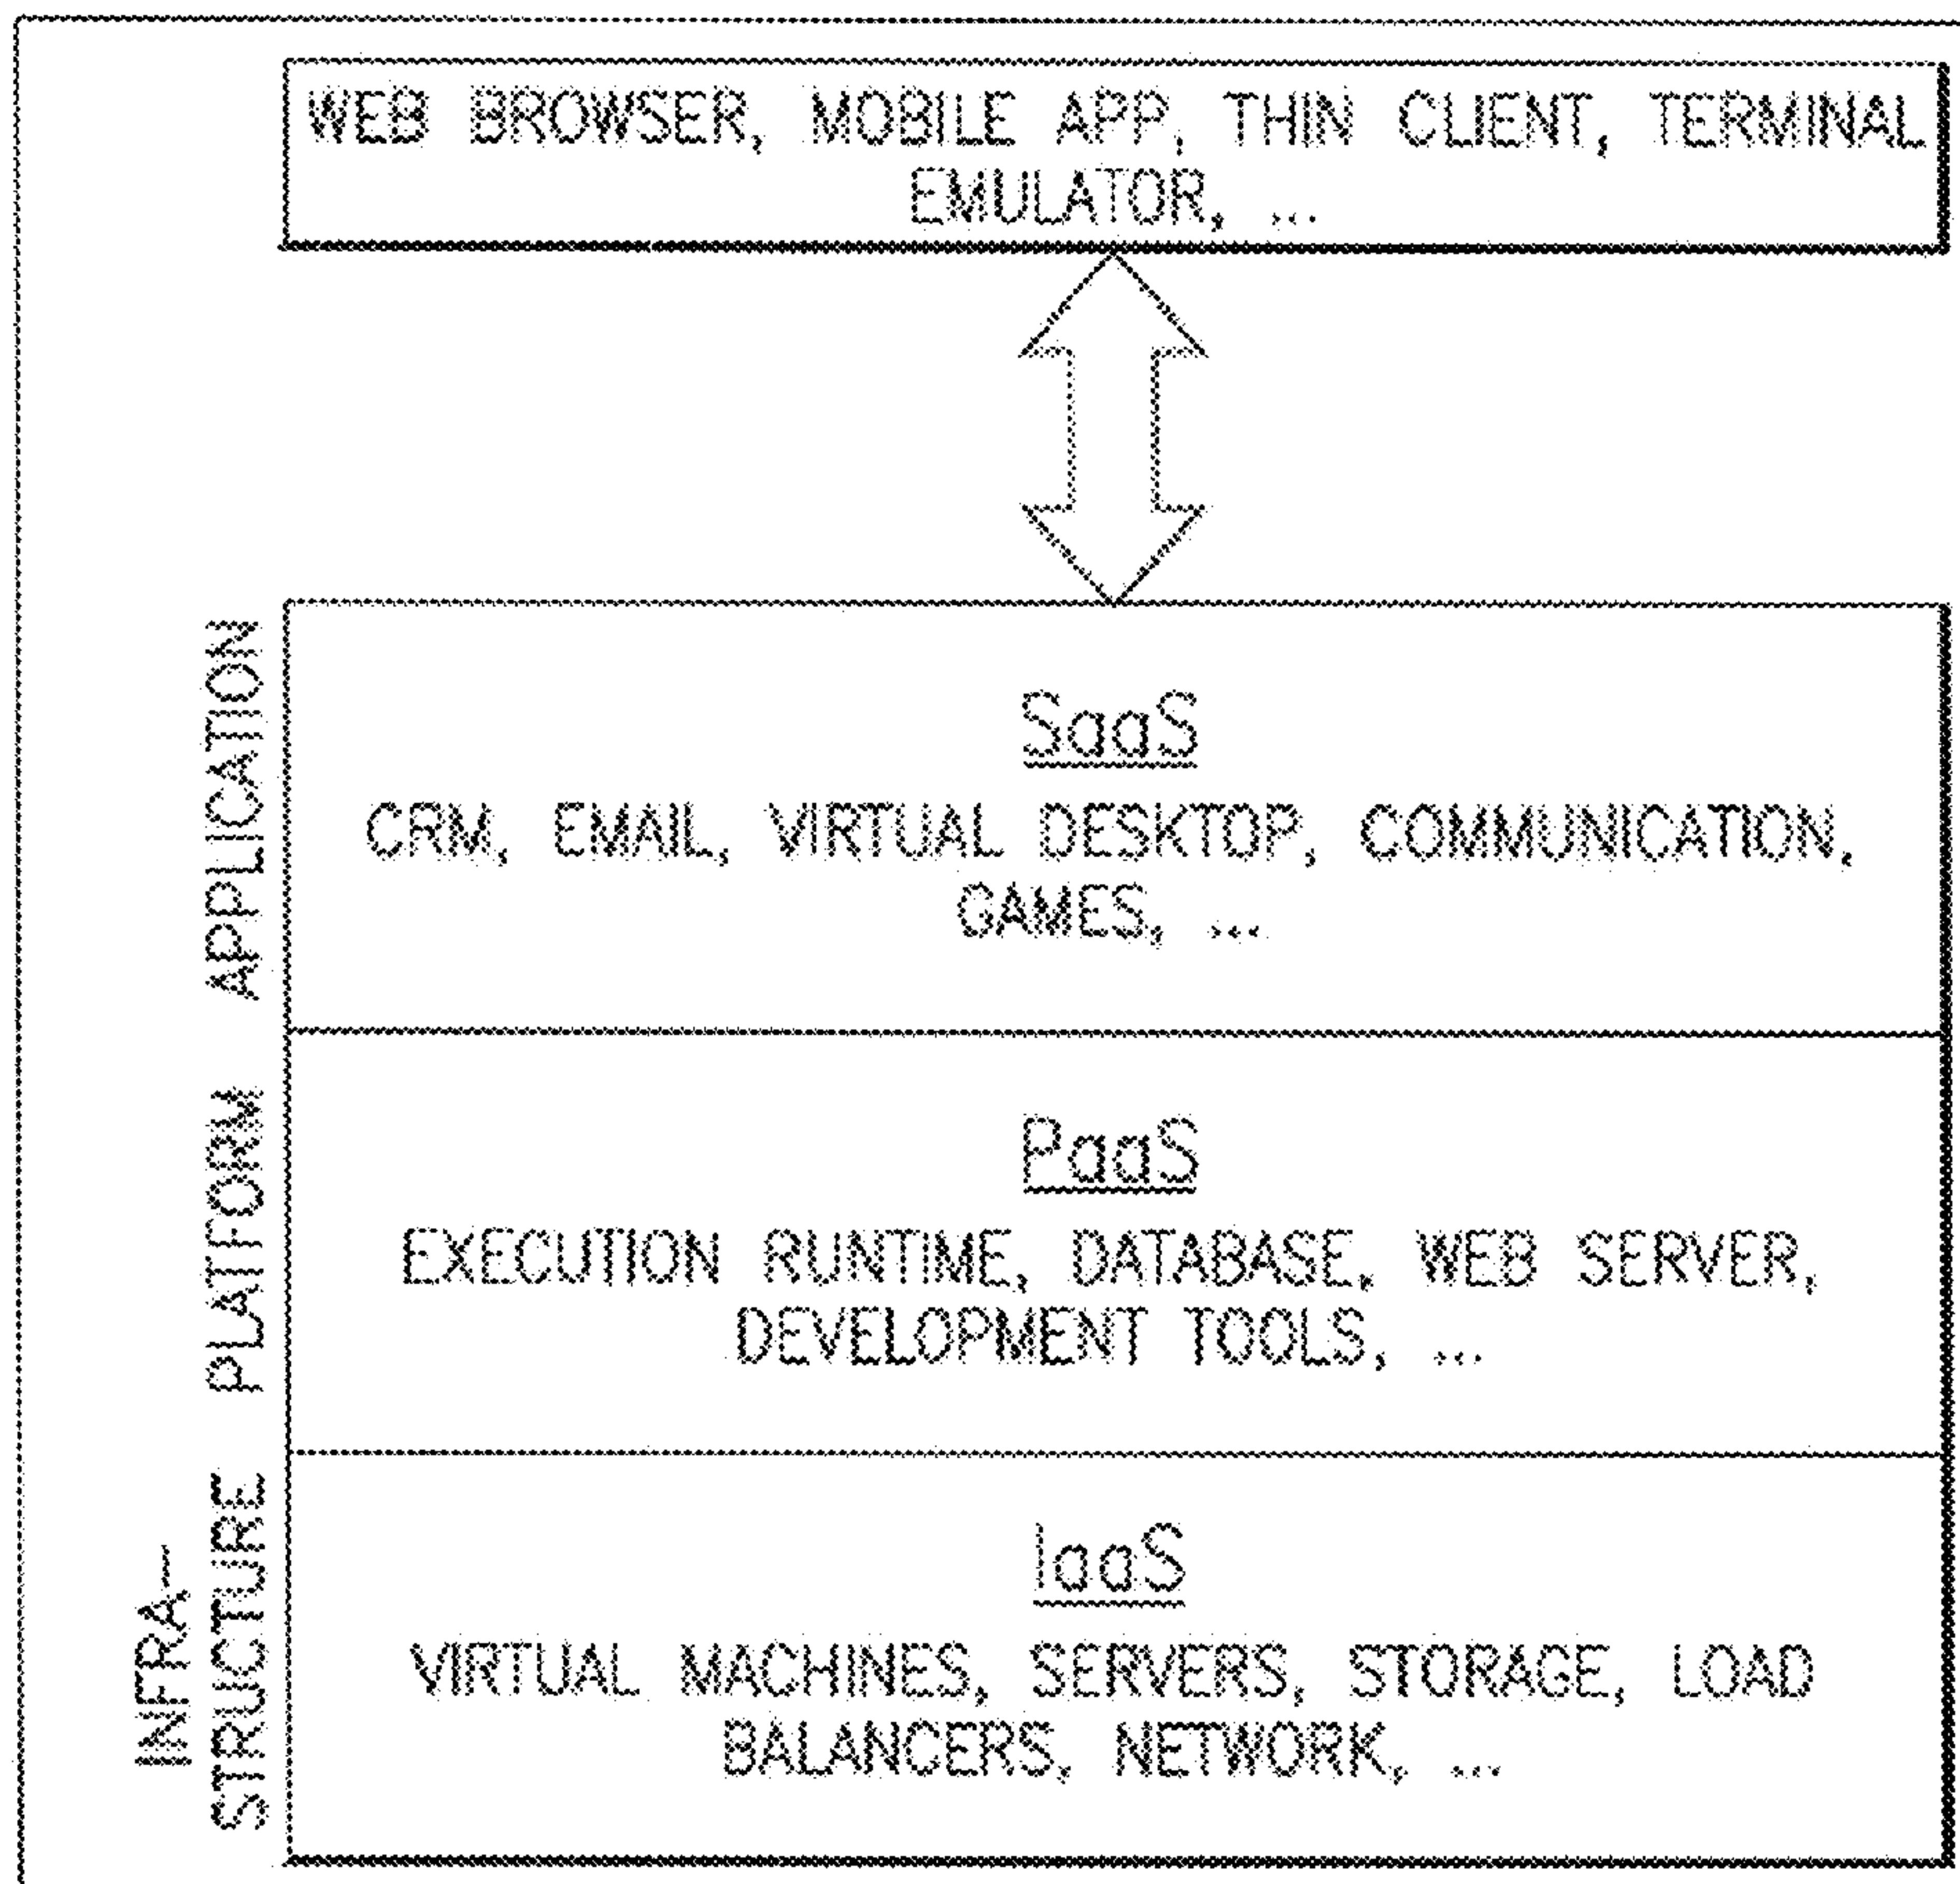 WEB BROWSER, MOBILE APP, THIN CLIENT, TERMINAL
EMULATOR, ...
APPLICATION
SaaS
CRM, EMAIL, VIRTUAL DESKTOP, COMMUNICATION,
GAMES, ...
PLATFORM
PaaS
EXECUTION RUNTIME, DATABASE, WEB SERVER,
DEVELOPMENT TOOLS, ...
INFRA-
STRUCTURE
IaaS
VIRTUAL MACHINES, SERVERS, STORAGE, LOAD
BALANCERS, NETWORK, ...